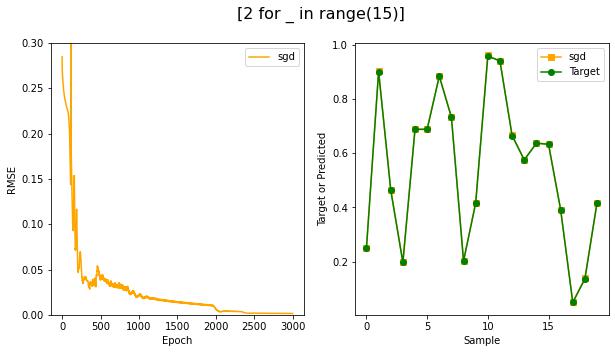 [2 for _ in range(15)]
0.30
0.25
0.20
0.15
0.10
0.05
0.00
RMSE
0
500
1000
1500
2000
2500
3000
Epoch
sgd
1.0
0.8
0.6
0.4
0.2
Target or Predicted
0
5
10
15
Sample
sgd
Target